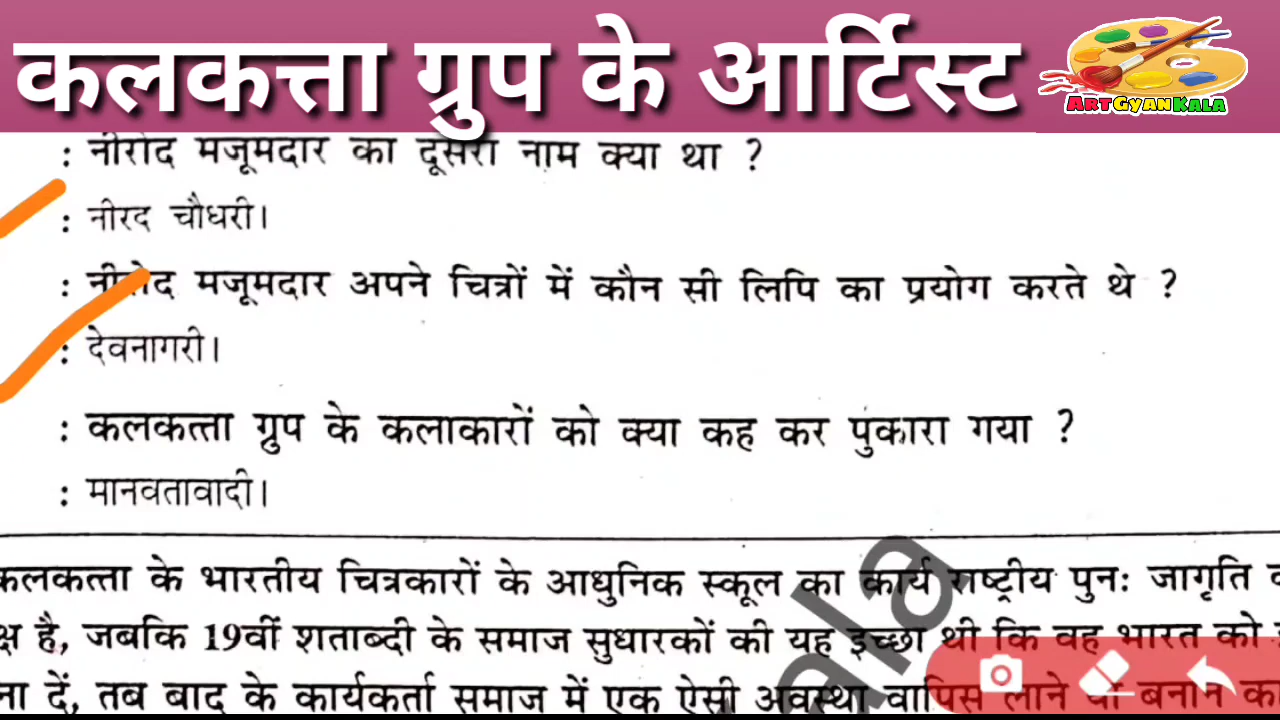 कलकत्ता ग्रुप के आर्टिस्ट
ARTGYANKALA
: नीरोद मजूमदार का दूसरा नाम क्या था ?
: नीरद चौधरी।
: नीरोद मजूमदार अपने चित्रों में कौन सी लिपि का प्रयोग करते थे ?
: देवनागरी।
: कलकत्ता ग्रुप के कलाकारों को क्या कह कर पुकारा गया ?
: मानवतावादी।
कलकत्ता के भारतीय चित्रकारों के आधुनिक स्कूल का कार्य राष्ट्रीय पुनः जागृति
है, जबकि 19वीं शताब्दी के समाज सुधारकों की यह इच्छा थी कि वह भारत को
दें, तब बाद के कार्यकर्ता समाज में एक ऐसी अवस्था वापिस लाने या बनाने